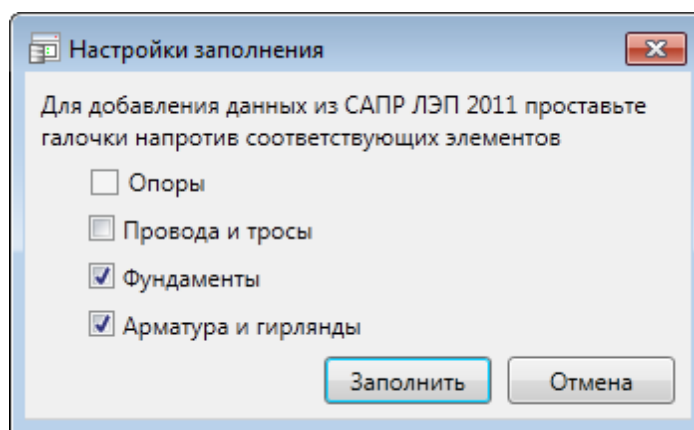 Настройки заполнения
Для добавления данных из САПР ЛЭП 2011 проставьте
галочки напротив соответствующих элементов
Опоры
Провода и тросы
Фундаменты
Арматура и гирлянды
Заполнить Отмена